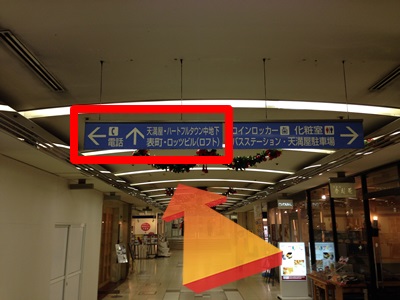 ← 電話 ↑ 天満屋・ハートフルタウン中地下
表町・ロッツビル(ロフト)
コインロッカー 化粧室
バスステーション・天満屋駐車場 →